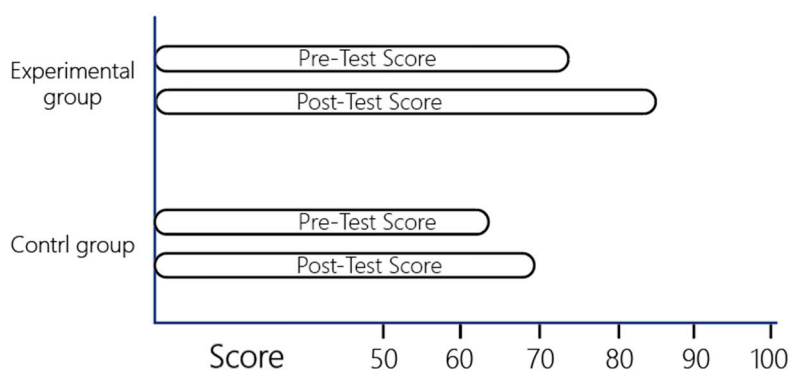 Experimental
group
Pre-Test Score
Post-Test Score
Contrl group
Pre-Test Score
Post-Test Score
Score 50 60 70 80 90 100